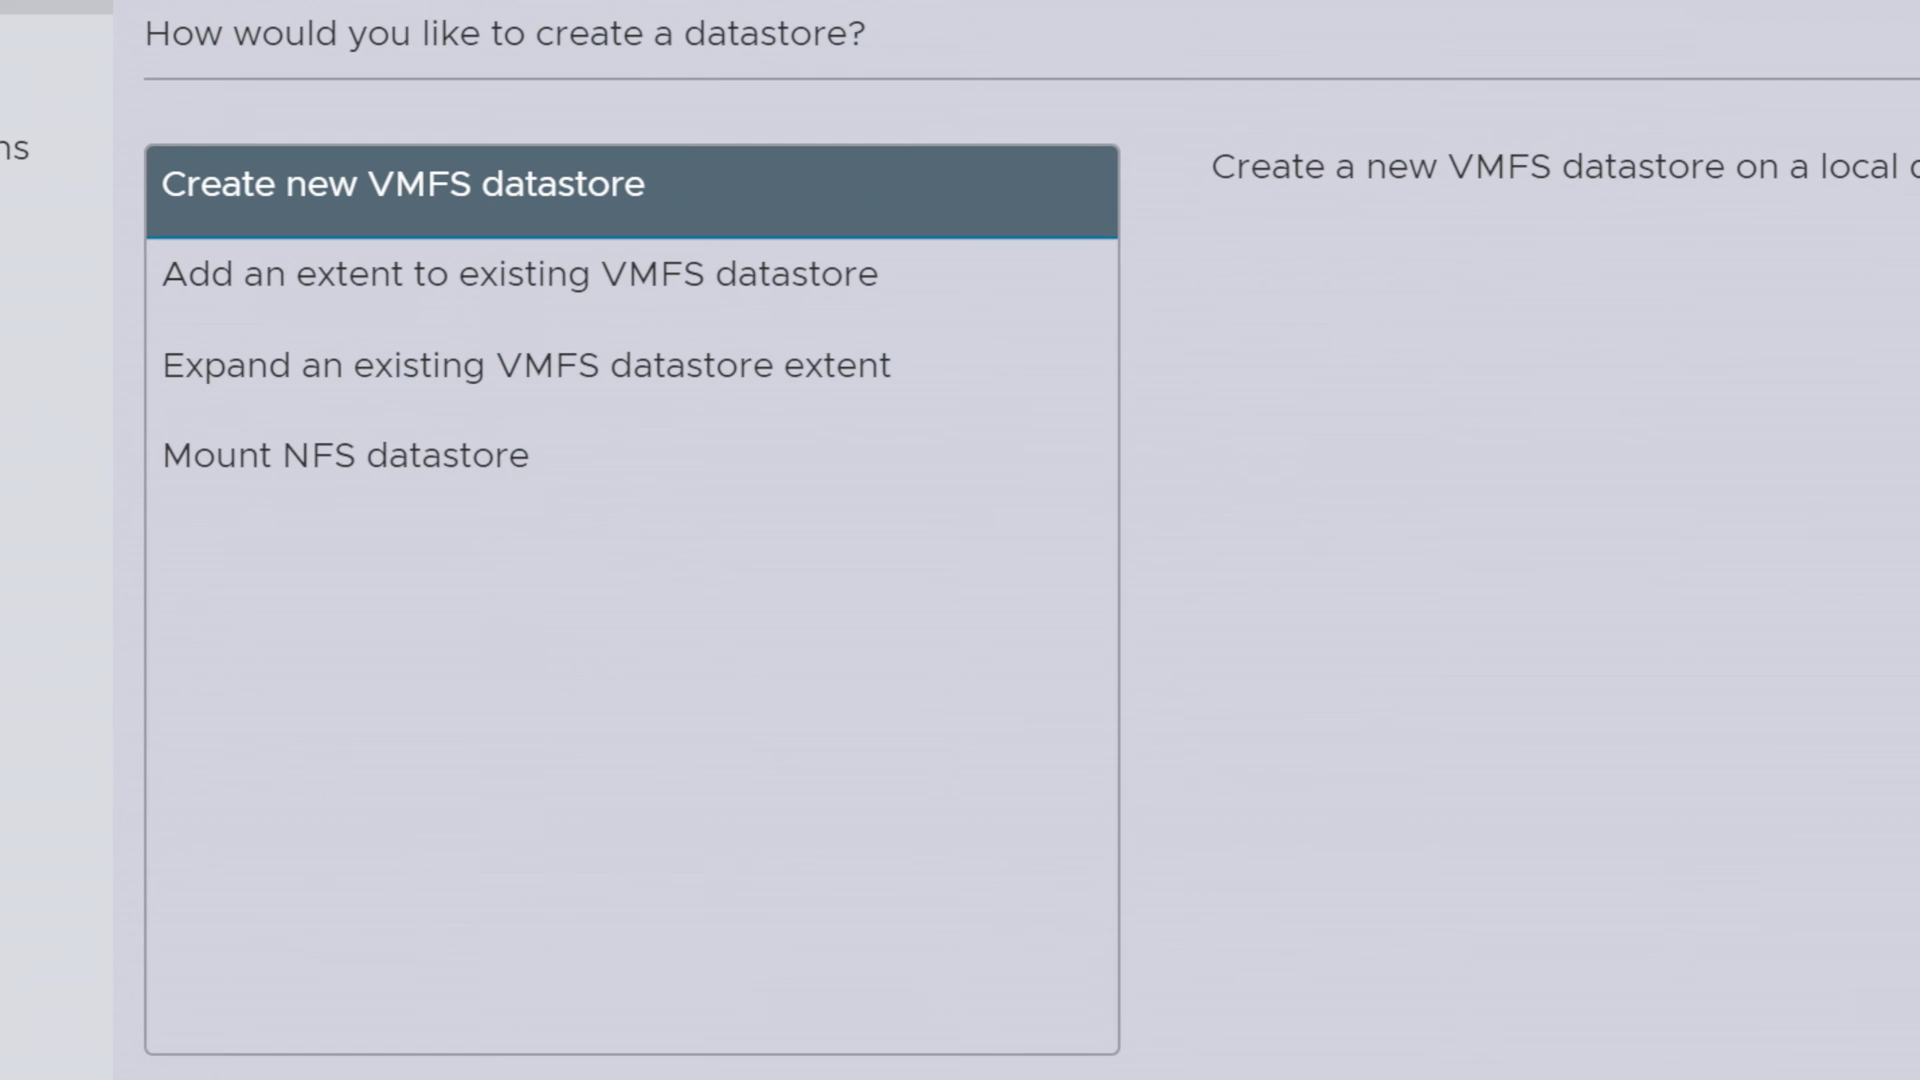 How would you like to create a datastore?
Create new VMFS datastore
Add an extent to existing VMFS datastore
Expand an existing VMFS datastore extent
Mount NFS datastore
Create a new VMFS datastore on a local